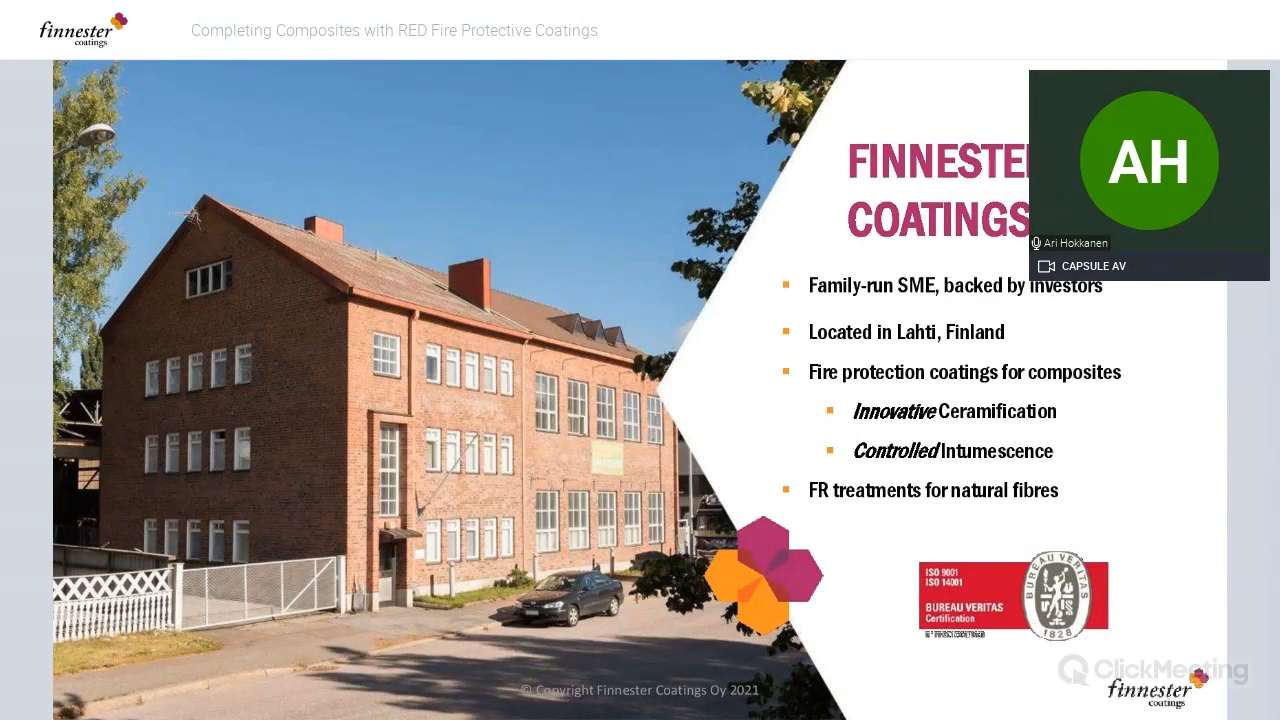 finnester
coatings
Completing Composites with RED Fire Protective Coatings
FINNESTER
COATINGS
AH
Ari Hokkanen
CAPSULE AV
Family-run SME, backed by investors
Located in Lahti, Finland
Fire protection coatings for composites
Innovative Ceramification
Controlled Intumescence
FR treatments for natural fibres
ISO 9001
ISO 14001
BUREAU VERITAS
Certification
BUREAU VERITAS
1828
© Copyright Finnester Coatings Oy 2021
ClickMeeting
finnester
coatings